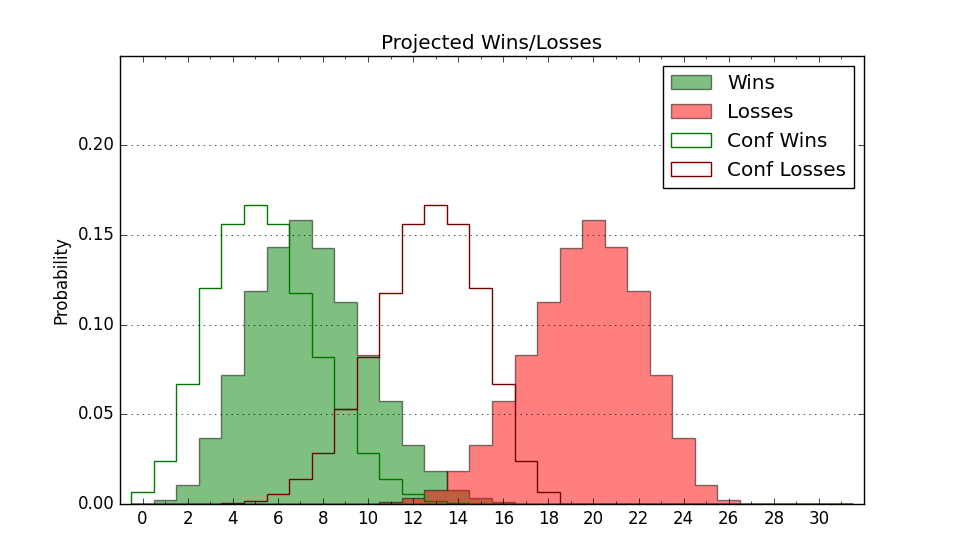 Projected Wins/Losses
Wins
Losses
Conf Wins
Conf Losses
Probability
0.20
0.15
0.10
0.05
0.00
0 2 4 6 8 10 12 14 16 18 20 22 24 26 28 30